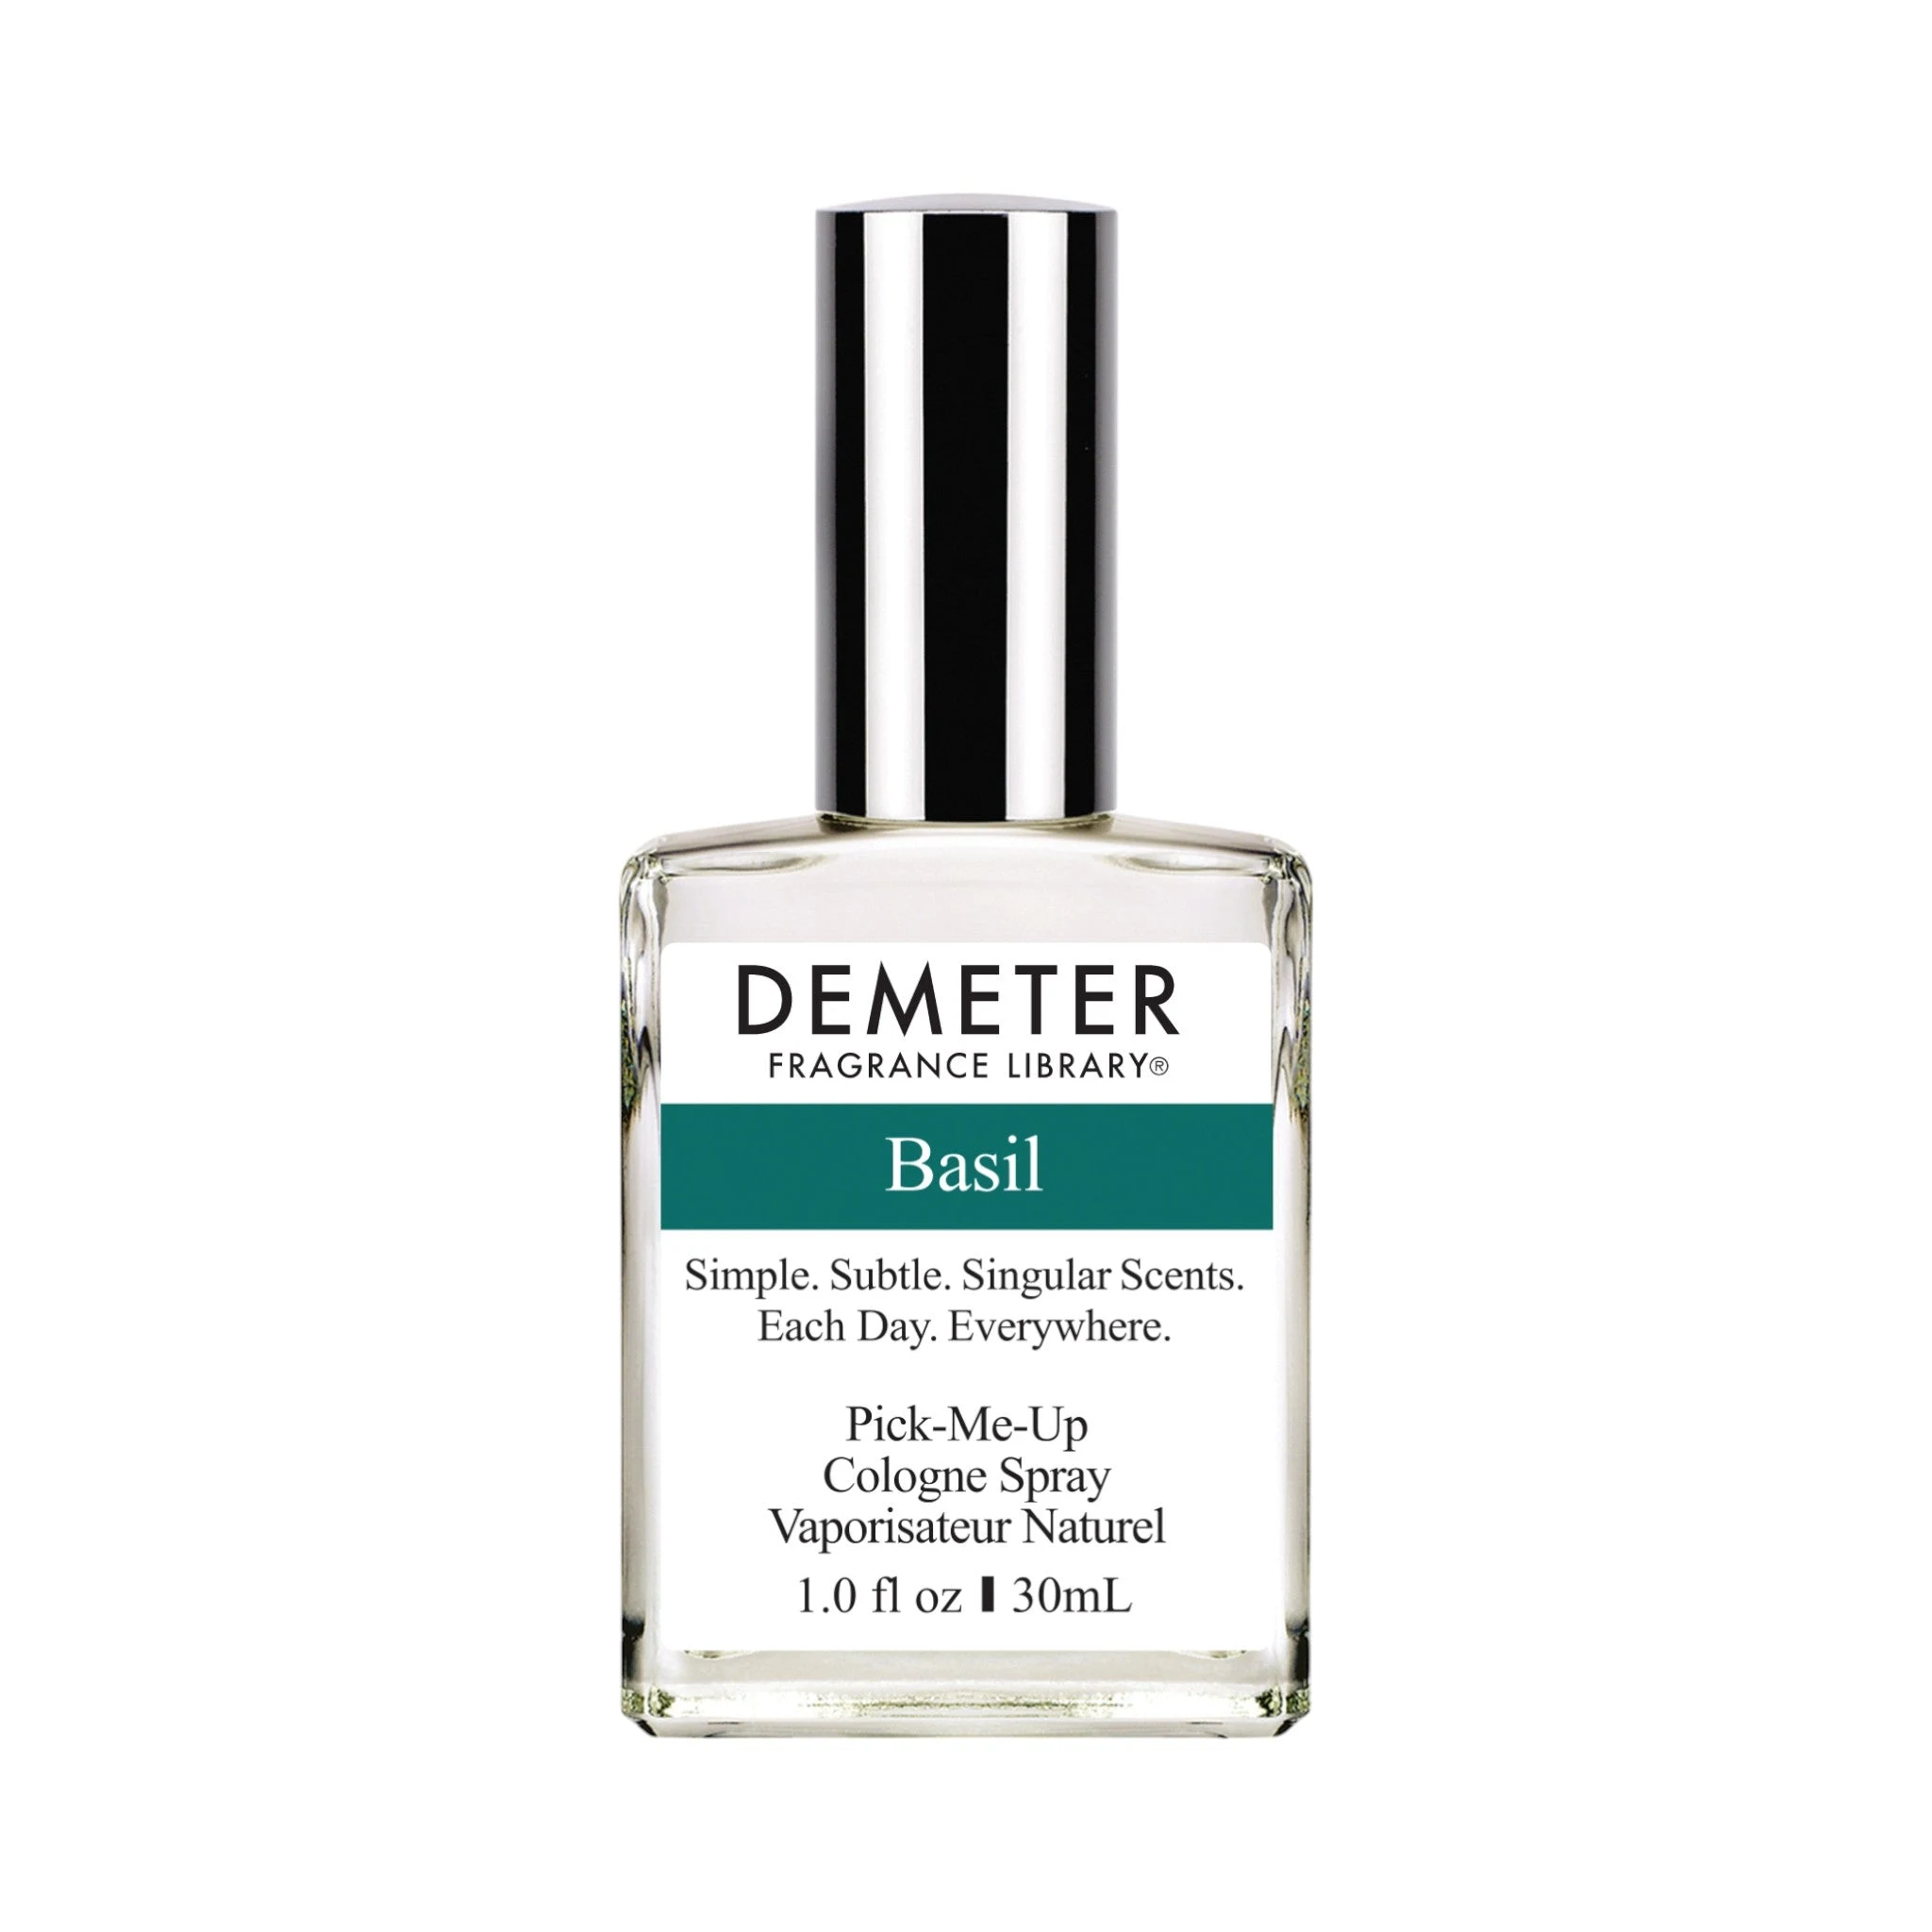 DEMETER
FRAGRANCE LIBRARY®
Basil
Simple. Subtle. Singular Scents.
Each Day. Everywhere.
Pick-Me-Up
Cologne Spray
Vaporisateur Naturel
1.0 fl oz ▌ 30mL